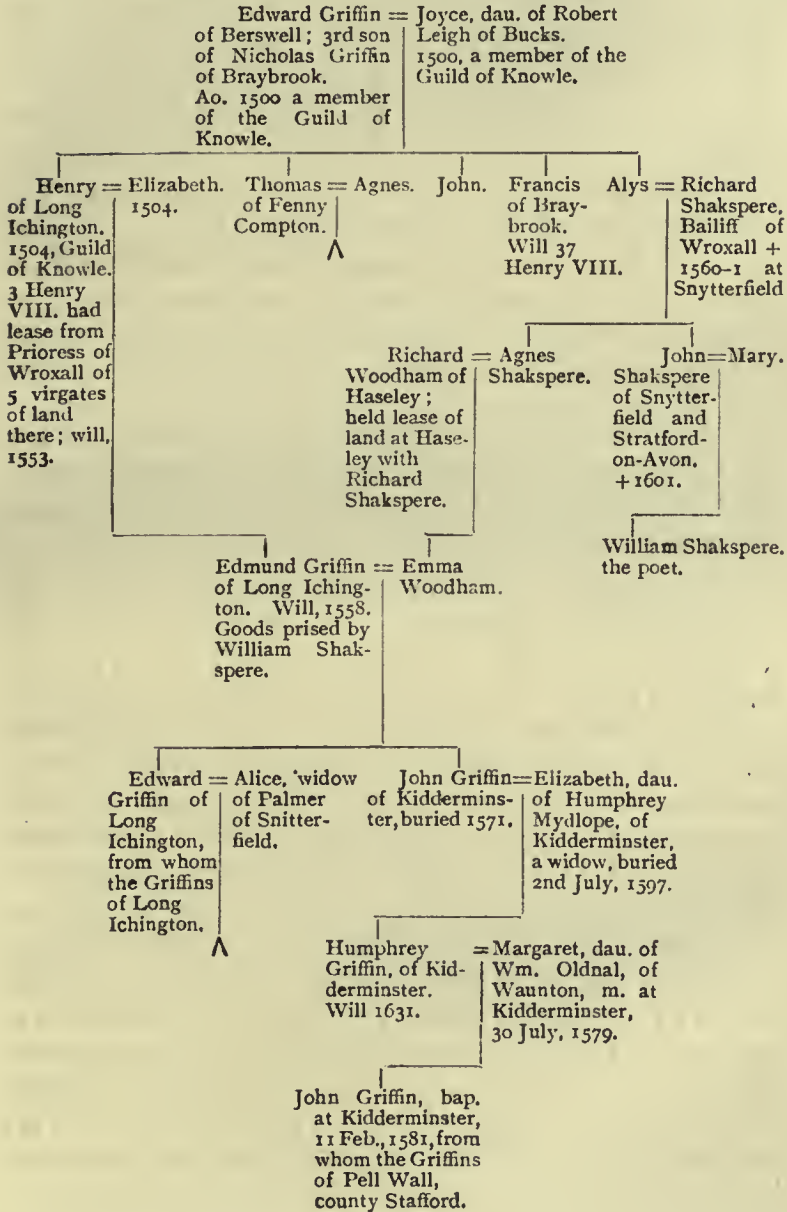 Edward Griffin =
of Berswell; 3rd son
of Nicholas Griffin
of Braybrook.
Ao. 1500 a member
of the Guild of
Knowle.
Joyce, dau. of Robert
Leigh of Bucks.
1500, a member of the
Guild of Knowle.
Henry =
of Long
Ichington.
1504, Guild
of Knowle.
3 Henry
VIII. had
lease from
Prioress of
Wroxall of
5 virgates
of land
there; will,
1553.
Elizabeth.
1504.
Thomas =
of Fenny
Compton.
Agnes.
John.
Francis
of Bray-
brook.
Will 37
Henry VIII.
Alys =
Richard
Shakspere,
Bailiff of
Wroxall +
1560-1 at
Snytterfield
Richard =
Woodham of
Haseley;
held lease of
land at Hase-
ley with
Richard
Shakspere.
Agnes
Shakspere.
John=Mary.
Shakspere
of Snytter-
field and
Stratford-
on-Avon.
+ 1601.
William Shakspere.
the poet.
Edmund Griffin =
of Long Iching-
ton. Will, 1558.
Goods prised by
William Shak-
spere.
Emma
Woodham.
Edward =
Griffin of
Long
Ichington,
from whom
the Griffins
of Long
Ichington.
Alice, widow
of Palmer
of Snitter-
field.
John Griffin=
of Kiddermins-
ter, buried 1571.
Elizabeth, dau.
of Humphrey
Mydlope, of
Kidderminster,
a widow, buried
2nd July, 1597.
Humphrey
Griffin, of Kid-
derminster.
Will 1631.
=Margaret, dau. of
Wm. Oldnal, of
Waunton, m. at
Kidderminster,
30 July, 1579.
John Griffin, bap.
at Kidderminster,
11 Feb., 1581, from
whom the Griffins
of Pell Wall,
county Stafford.